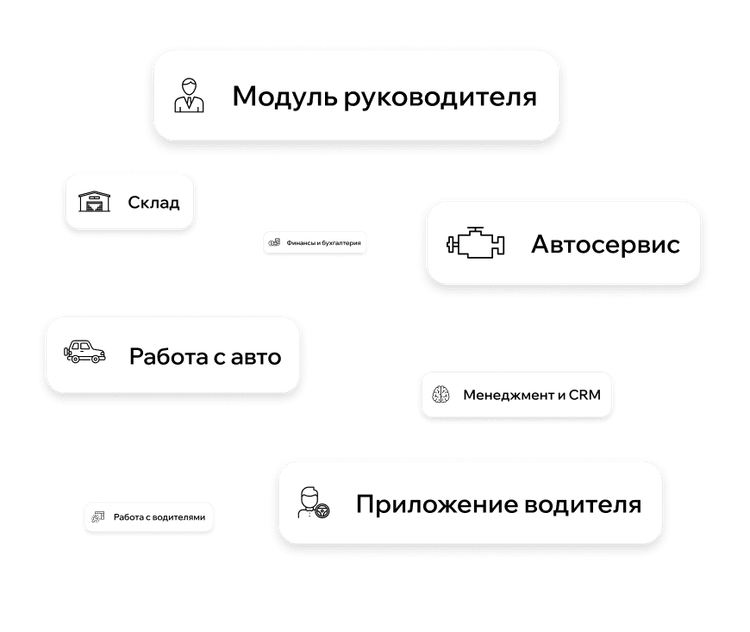 Модуль руководителя
Склад
Финансы и бухгалтерия
Автосервис
Работа с авто
Менеджмент и CRM
Приложение водителя
Работа с водителями